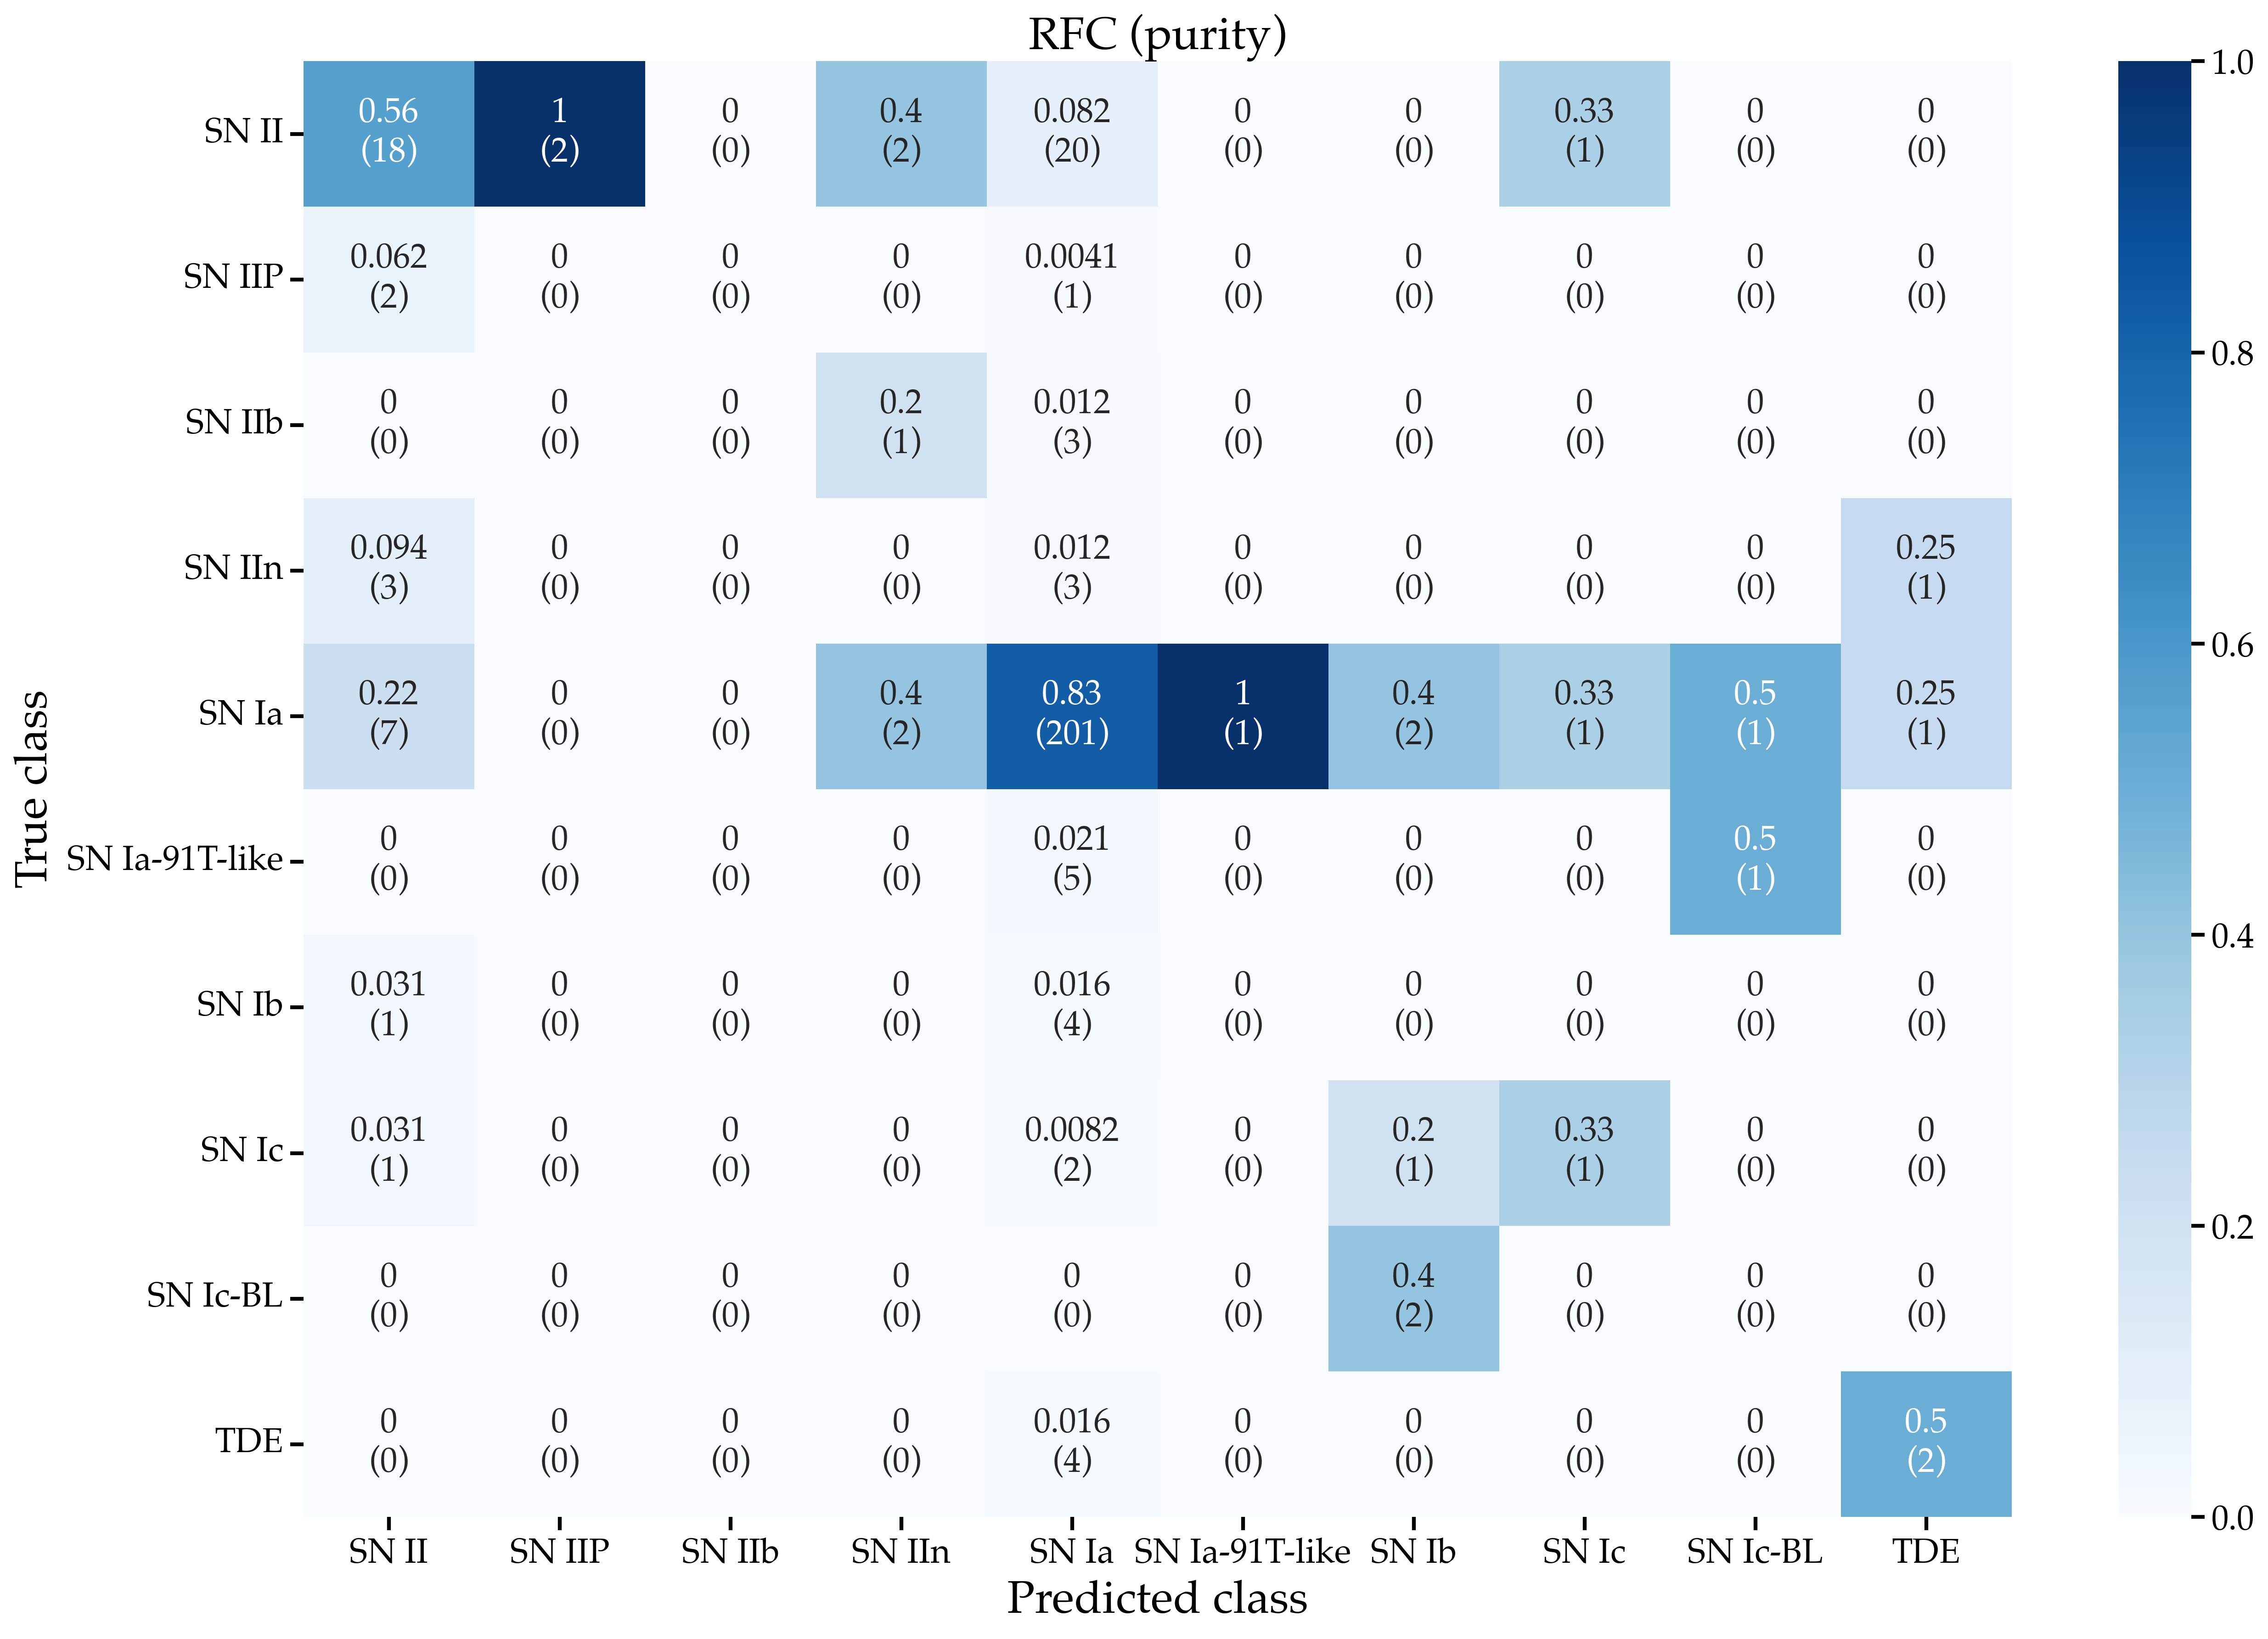 RFC (purity)
SN II 0.56 1 0 0.4 0.082 0 0 0.33 0 0
(18) (2) (0) (2) (20) (0) (0) (1) (0) (0)
SN IIP 0.062 0 0 0 0.0041 0 0 0 0 0
(2) (0) (0) (0) (1) (0) (0) (0) (0) (0)
SN IIb 0 0 0 0.2 0.012 0 0 0 0 0
(0) (0) (0) (1) (3) (0) (0) (0) (0) (0)
SN IIn 0.094 0 0 0 0.012 0 0 0 0 0.25
(3) (0) (0) (0) (3) (0) (0) (0) (0) (1)
SN Ia 0.22 0 0 0.4 0.83 1 0.4 0.33 0.5 0.25
(7) (0) (0) (2) (201) (1) (2) (1) (1) (1)
SN Ia-91T-like 0 0 0 0 0.021 0 0 0 0.5 0
(0) (0) (0) (0) (5) (0) (0) (0) (1) (0)
SN Ib 0.031 0 0 0 0.016 0 0 0 0 0
(1) (0) (0) (0) (4) (0) (0) (0) (0) (0)
SN Ic 0.031 0 0 0 0.0082 0 0.2 0.33 0 0
(1) (0) (0) (0) (2) (0) (1) (1) (0) (0)
SN Ic-BL 0 0 0 0 0 0 0.4 0 0 0
(0) (0) (0) (0) (0) (0) (2) (0) (0) (0)
TDE 0 0 0 0 0.016 0 0 0 0 0.5
(0) (0) (0) (0) (4) (0) (0) (0) (0) (2)
SN II SN IIP SN IIb SN IIn SN Ia SN Ia-91T-like SN Ib SN Ic SN Ic-BL TDE
Predicted class
True class
1.0
0.8
0.6
0.4
0.2
0.0